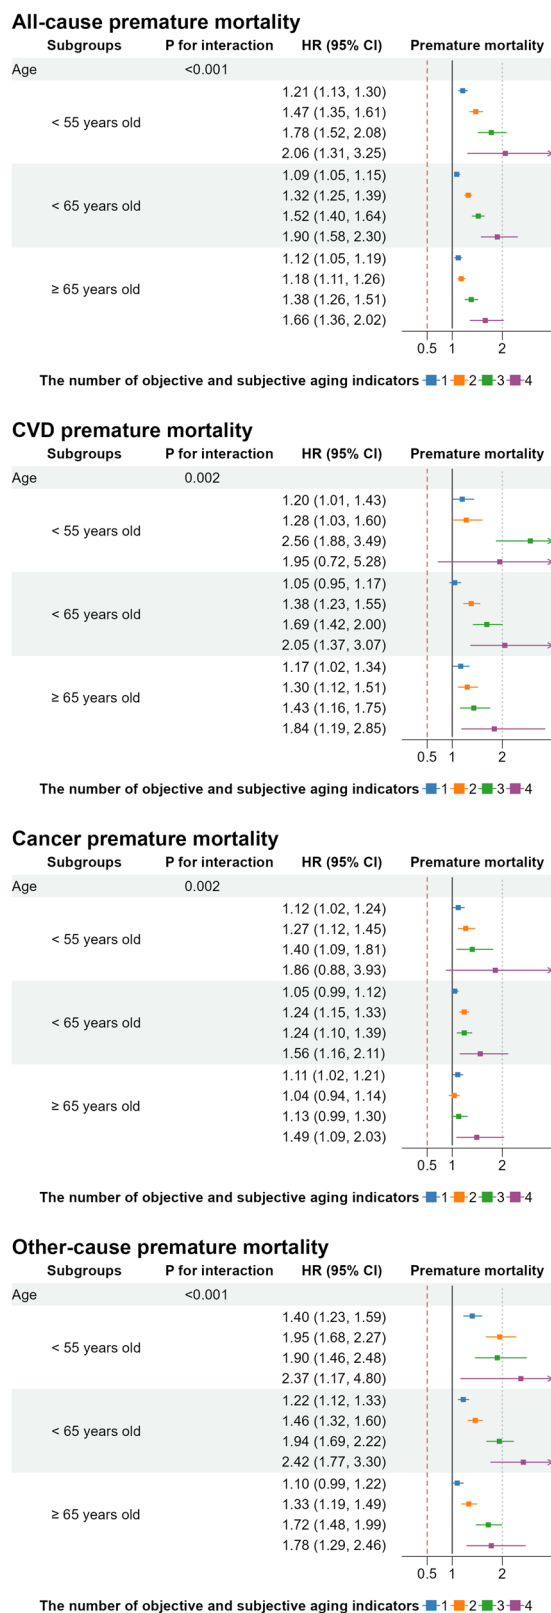 All-cause premature mortality
Subgroups P for interaction HR (95% CI) Premature mortality
Age <0.001
1.21 (1.13, 1.30)
1.47 (1.35, 1.61)
< 55 years old
1.78 (1.52, 2.08)
2.06 (1.31, 3.25)
1.09 (1.05, 1.15)
1.32 (1.25, 1.39)
< 65 years old
1.52 (1.40, 1.64)
1.90 (1.58, 2.30)
1.12 (1.05, 1.19)
1.18 (1.11, 1.26)
≥ 65 years old
1.38 (1.26, 1.51)
1.66 (1.36, 2.02)
0.5 1 2
The number of objective and subjective aging indicators 1 2 3 4
CVD premature mortality
Subgroups P for interaction HR (95% CI) Premature mortality
Age 0.002
1.20 (1.01, 1.43)
1.28 (1.03, 1.60)
< 55 years old
2.56 (1.88, 3.49)
1.95 (0.72, 5.28)
1.05 (0.95, 1.17)
1.38 (1.23, 1.55)
< 65 years old
1.69 (1.42, 2.00)
2.05 (1.37, 3.07)
1.17 (1.02, 1.34)
1.30 (1.12, 1.51)
≥ 65 years old
1.43 (1.16, 1.75)
1.84 (1.19, 2.85)
0.5 1 2
The number of objective and subjective aging indicators 1 2 3 4
Cancer premature mortality
Subgroups P for interaction HR (95% CI) Premature mortality
Age 0.002
1.12 (1.02, 1.24)
1.27 (1.12, 1.45)
< 55 years old
1.40 (1.09, 1.81)
1.86 (0.88, 3.93)
1.05 (0.99, 1.12)
1.24 (1.15, 1.33)
< 65 years old
1.24 (1.10, 1.39)
1.56 (1.16, 2.11)
1.11 (1.02, 1.21)
1.04 (0.94, 1.14)
≥ 65 years old
1.13 (0.99, 1.30)
1.49 (1.09, 2.03)
0.5 1 2
The number of objective and subjective aging indicators 1 2 3 4
Other-cause premature mortality
Subgroups P for interaction HR (95% CI) Premature mortality
Age <0.001
1.40 (1.23, 1.59)
1.95 (1.68, 2.27)
< 55 years old
1.90 (1.46, 2.48)
2.37 (1.17, 4.80)
1.22 (1.12, 1.33)
1.46 (1.32, 1.60)
< 65 years old
1.94 (1.69, 2.22)
2.42 (1.77, 3.30)
1.10 (0.99, 1.22)
1.33 (1.19, 1.49)
≥ 65 years old
1.72 (1.48, 1.99)
1.78 (1.29, 2.46)
0.5 1 2
The number of objective and subjective aging indicators 1 2 3 4